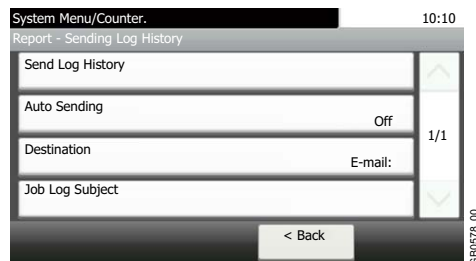 System Menu/Counter.
10:10
Report - Sending Log History
Send Log History
Auto Sending
Off
1/1
Destination
E-mail:
Job Log Subject
< Back
GB0578_00